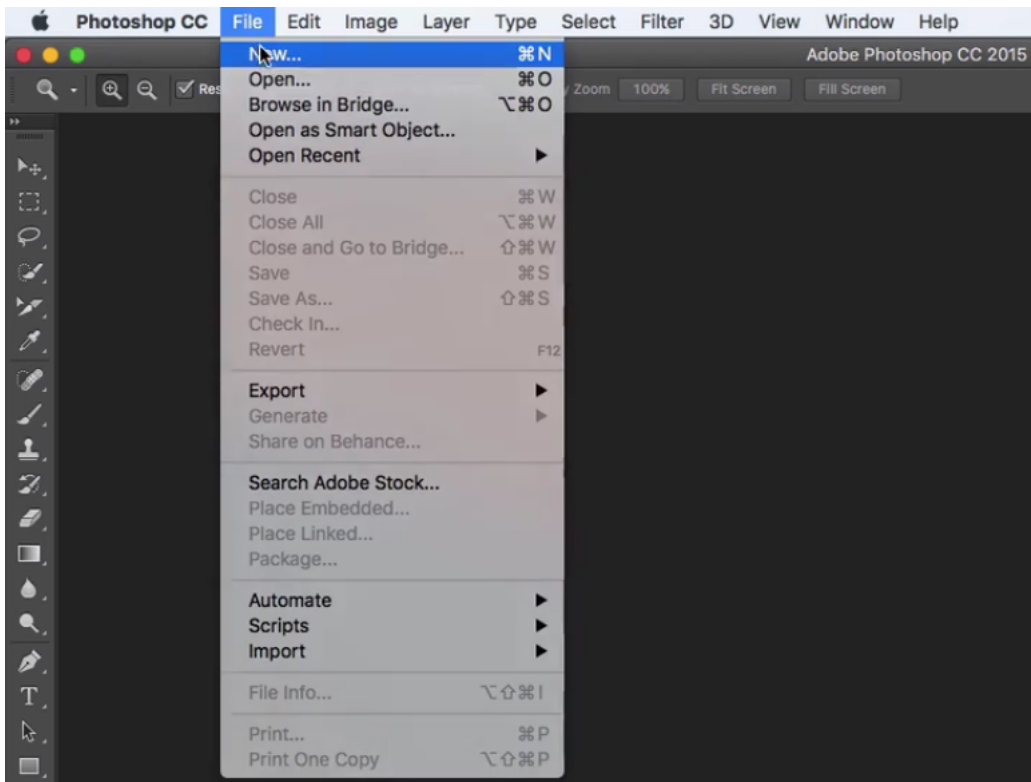 Photoshop CC File Edit Image Layer Type Select Filter 3D View Window Help
Adobe Photoshop CC 2015
Res Zoom 100% Fit Screen Fill Screen
New... ⌘N
Open... ⌘O
Browse in Bridge... ⌥⌘O
Open as Smart Object...
Open Recent ▶
Close ⌘W
Close All ⌥⌘W
Close and Go to Bridge... ⇧⌘W
Save ⌘S
Save As... ⇧⌘S
Check In...
Revert F12
Export ▶
Generate ▶
Share on Behance...
Search Adobe Stock...
Place Embedded...
Place Linked...
Package...
Automate ▶
Scripts ▶
Import ▶
File Info... ⌥⇧⌘I
Print... ⌘P
Print One Copy ⌥⇧⌘P
T